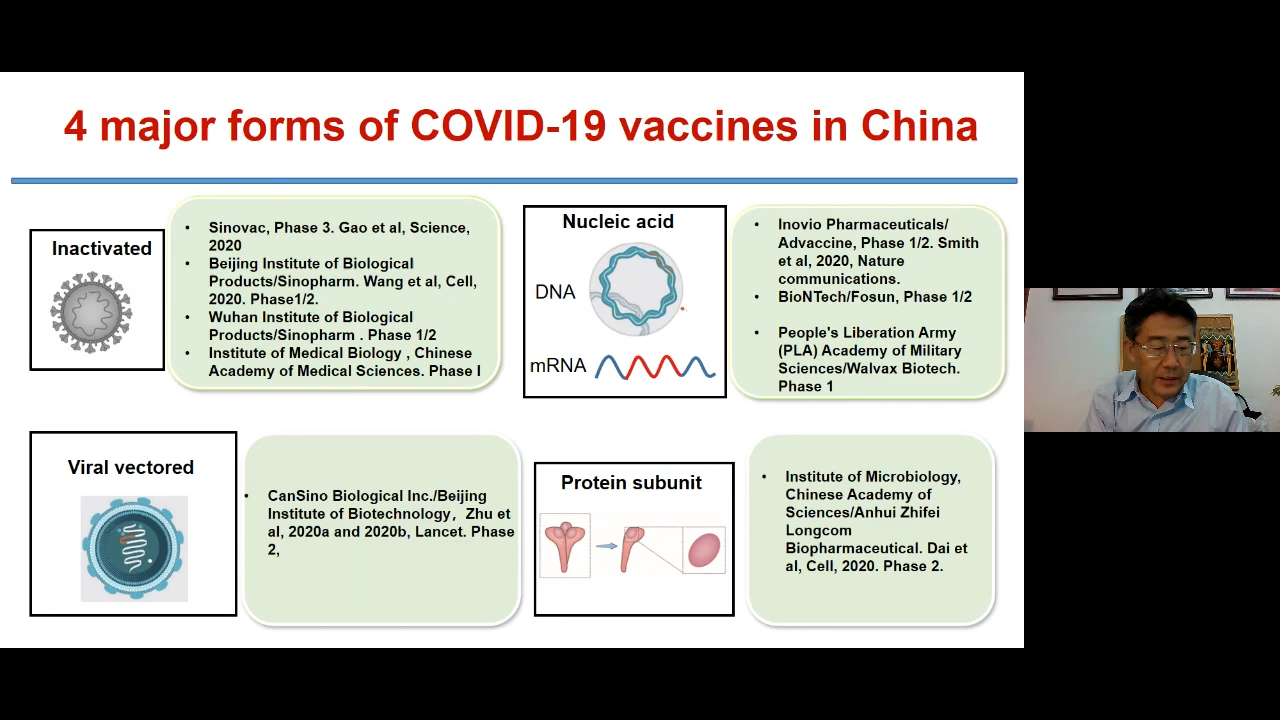 4 major forms of COVID-19 vaccines in China
Inactivated
• Sinovac, Phase 3. Gao et al, Science,
2020
• Beijing Institute of Biological
Products/Sinopharm. Wang et al, Cell,
2020. Phase1/2.
• Wuhan Institute of Biological
Products/Sinopharm . Phase 1/2
• Institute of Medical Biology , Chinese
Academy of Medical Sciences. Phase I
Nucleic acid
DNA
mRNA
• Inovio Pharmaceuticals/
Advaccine, Phase 1/2. Smith
et al, 2020, Nature
communications.
• BioNTech/Fosun, Phase 1/2
• People's Liberation Army
(PLA) Academy of Military
Sciences/Walvax Biotech.
Phase 1
Viral vectored
• CanSino Biological Inc./Beijing
Institute of Biotechnology，Zhu et
al, 2020a and 2020b, Lancet. Phase
2,
Protein subunit
• Institute of Microbiology,
Chinese Academy of
Sciences/Anhui Zhifei
Longcom
Biopharmaceutical. Dai et
al, Cell, 2020. Phase 2.